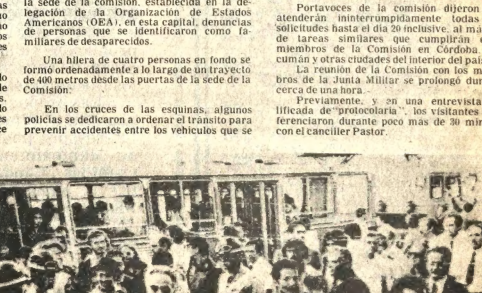 la sede de la comisión, establecida en la de-
legación de la Organización de Estados
Americanos (OEA), en esta capital, denuncias
de personas que se identificaron como fa-
miliares de desaparecidos.
Una hilera de cuatro personas en fondo se
formó ordenadamente a lo largo de un trayecto
de 400 metros desde las puertas de la sede de la
Comisión:
En los cruces de las esquinas, algunos
policías se dedicaron a ordenar el tránsito para
prevenir accidentes entre los vehículos que se
Portavoces de la comisión dijeron
atenderán ininterrumpidamente todas
solicitudes hasta el día 20 inclusive, al má
de tareas similares que cumplirán
miembros de la Comisión en Córdoba,
cumán y otras ciudades del interior del paí
La reunión de la Comisión con los m
bros de la Junta Militar se prolongó dur
cerca de una hora.
Previamente, y en una entrevista
lificada de "protocolaria", los visitantes
ferenciaron durante poco más de 30 min
con el canciller Pastor.